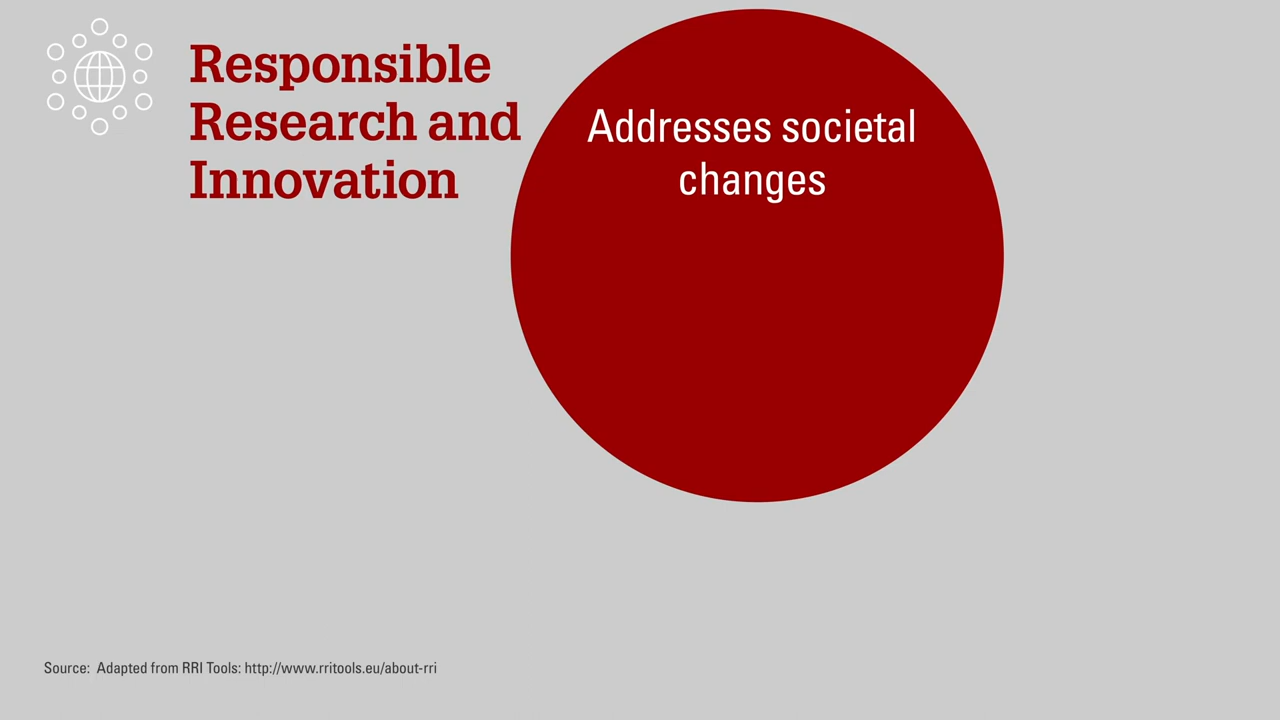 Responsible
Research and
Innovation
Addresses societal
changes
Source: Adapted from RRI Tools: http://www.rritools.eu/about-rri